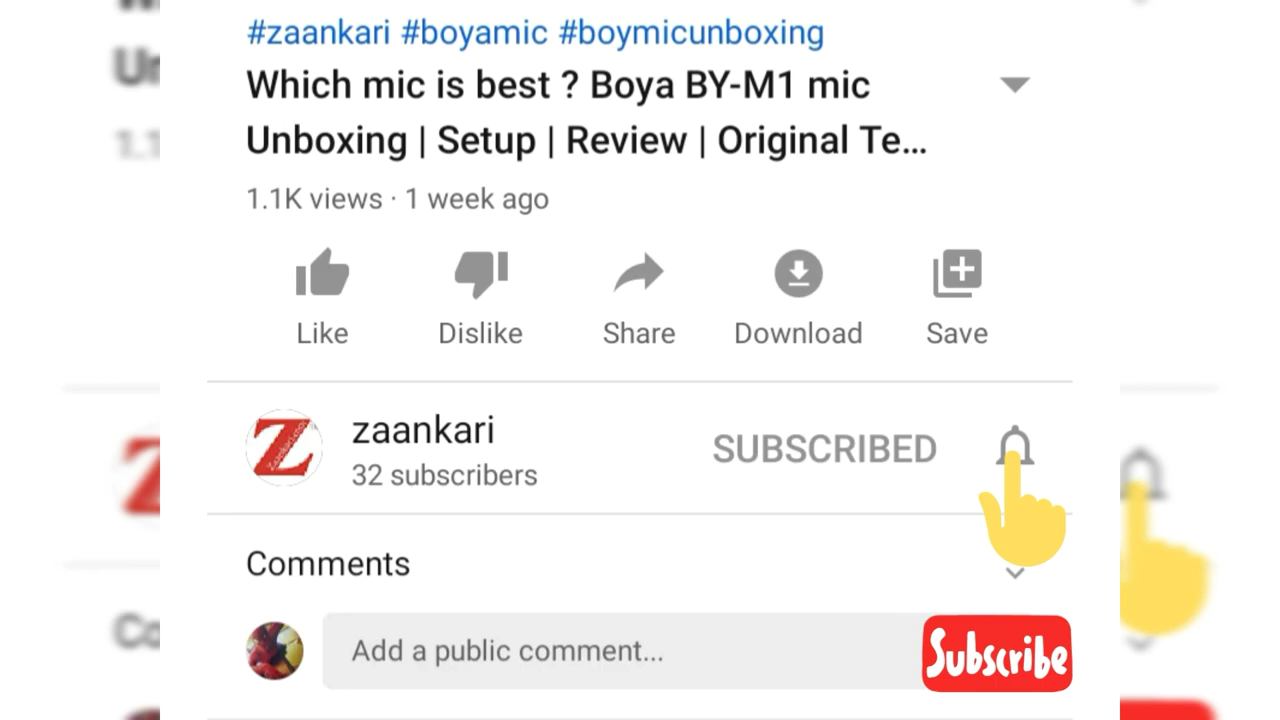 #zaankari #boyamic #boymicunboxing
Which mic is best ? Boya BY-M1 mic
Unboxing | Setup | Review | Original Te...
1.1K views · 1 week ago
Like Dislike Share Download Save
Z
zaankari
32 subscribers
SUBSCRIBED
Comments
Add a public comment...
Subscribe